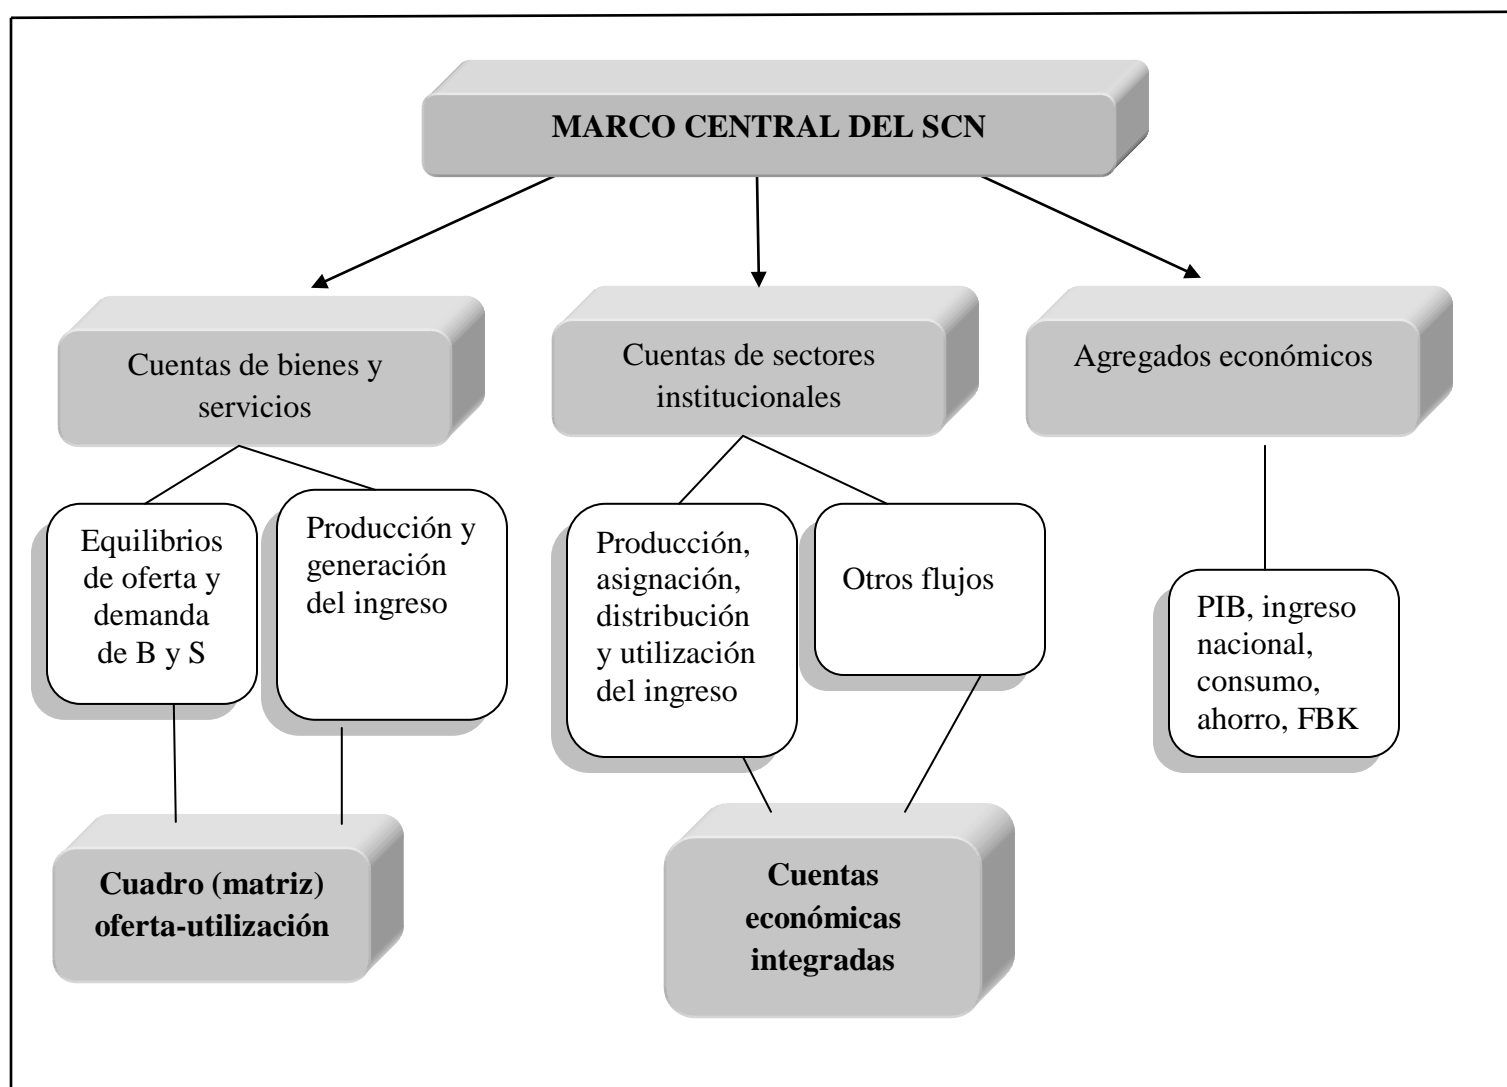 MARCO CENTRAL DEL SCN
Cuentas de bienes y
servicios
Cuentas de sectores
institucionales
Agregados económicos
Equilibrios
de oferta y
demanda
de B y S
Producción y
generación
del ingreso
Producción,
asignación,
distribución
y utilización
del ingreso
Otros flujos
PIB, ingreso
nacional,
consumo,
ahorro, FBK
Cuadro (matriz)
oferta-utilización
Cuentas
económicas
integradas